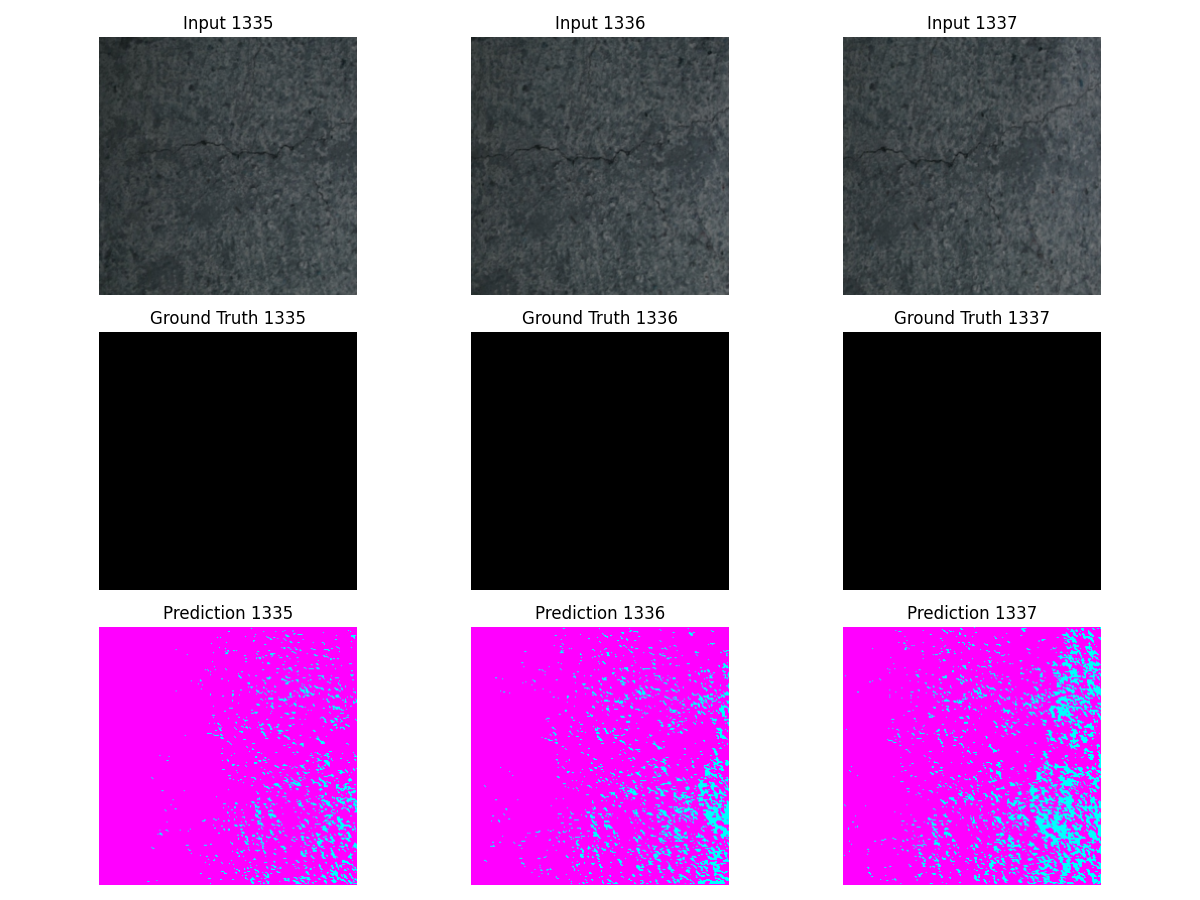 Input 1335
Input 1336
Input 1337
Ground Truth 1335
Ground Truth 1336
Ground Truth 1337
Prediction 1335
Prediction 1336
Prediction 1337